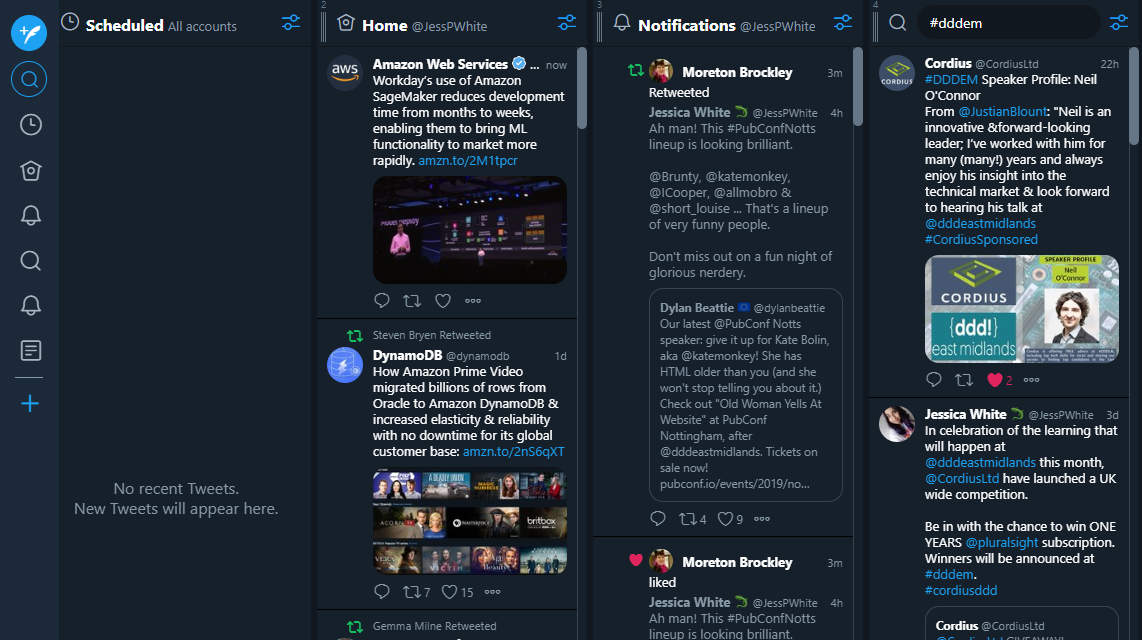 Scheduled All accounts
No recent Tweets.
New Tweets will appear here.
2
Home @JessPWhite
aws
Amazon Web Services ... now
Workday's use of Amazon
SageMaker reduces development
time from months to weeks,
enabling them to bring ML
functionality to market more
rapidly. amzn.to/2M1tpcr
Steven Bryen Retweeted
DynamoDB @dynamodb 1d
How Amazon Prime Video
migrated billions of rows from
Oracle to Amazon DynamoDB &
increased elasticity & reliability
with no downtime for its global
customer base: amzn.to/2nS6qXT
A DEADLY UNION
ACORN TV
MASTERPIECE
britbox
VERA
VICTIM
Age Before Beauty
7 15
Gemma Milne Retweeted
3
Notifications @JessPWhite
Moreton Brockley 3m
Retweeted
Jessica White @JessPWhite 4h
Ah man! This #PubConfNotts
lineup is looking brilliant.
@Brunty, @katemonkey,
@ICooper, @allmobro &
@short_louise ... That's a lineup
of very funny people.
Don't miss out on a fun night of
glorious nerdery.
Dylan Beattie @dylanbeattie
Our latest @PubConf Notts
speaker: give it up for Kate Bolin,
aka @katemonkey! She has
HTML older than you (and she
won't stop telling you about it.)
Check out "Old Woman Yells At
Website" at PubConf
Nottingham, after
@dddeastmidlands. Tickets on
sale now!
pubconf.io/events/2019/no...
4 9
Moreton Brockley 3m
liked
Jessica White @JessPWhite 4h
Ah man! This #PubConfNotts
lineup is looking brilliant.
4
#dddem
CORDIUS
Cordius @CordiusLtd 22h
#DDDEM Speaker Profile: Neil
O'Connor
From @JustianBlount: "Neil is an
innovative &forward-looking
leader; I've worked with him for
many (many!) years and always
enjoy his insight into the
technical market & look forward
to hearing his talk at
@dddeastmidlands
#CordiusSponsored
CORDIUS
SPEAKER PROFILE
Neil
O'Connor
{ddd!}
east midlands
2
Jessica White @JessPWhite 3d
In celebration of the learning that
will happen at
@dddeastmidlands this month,
@CordiusLtd have launched a UK
wide competition.
Be in with the chance to win ONE
YEARS @pluralsight subscription.
Winners will be announced at
#dddem.
#cordiusddd
Cordius @CordiusLtd